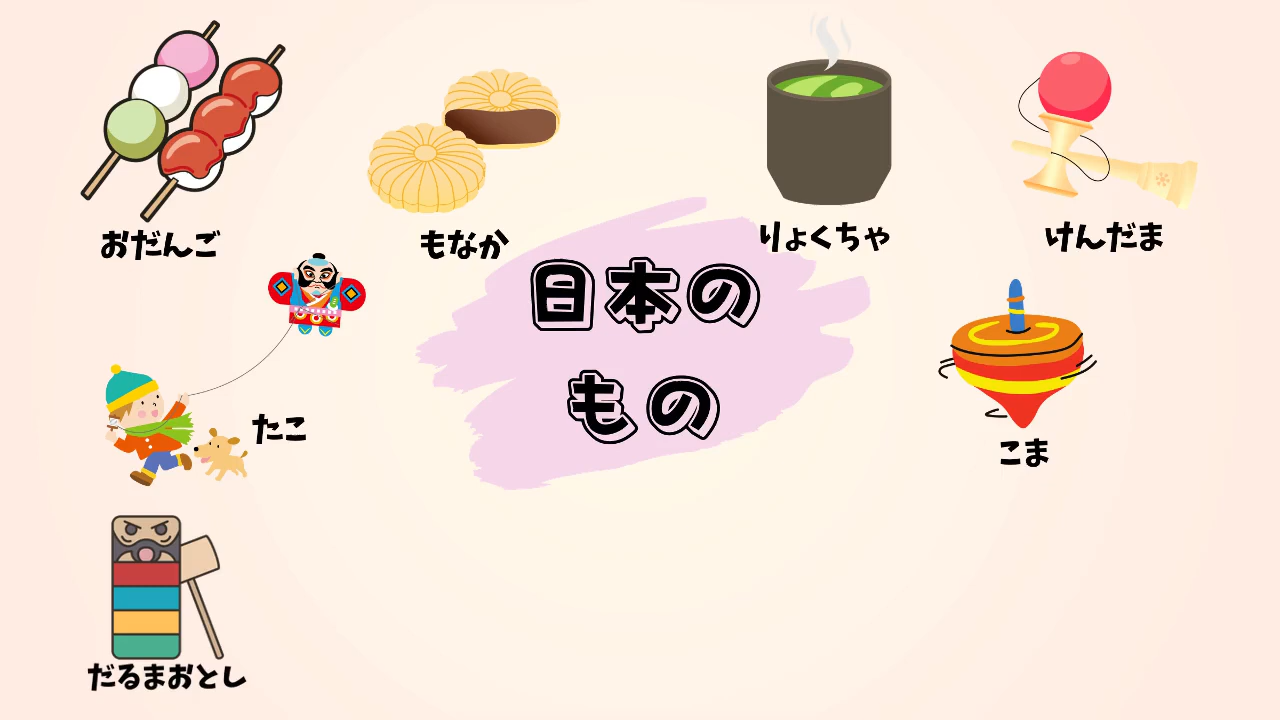 おだんご
もなか
りょくちゃ
けんだま
日本の
もの
たこ
こま
だるまおとし